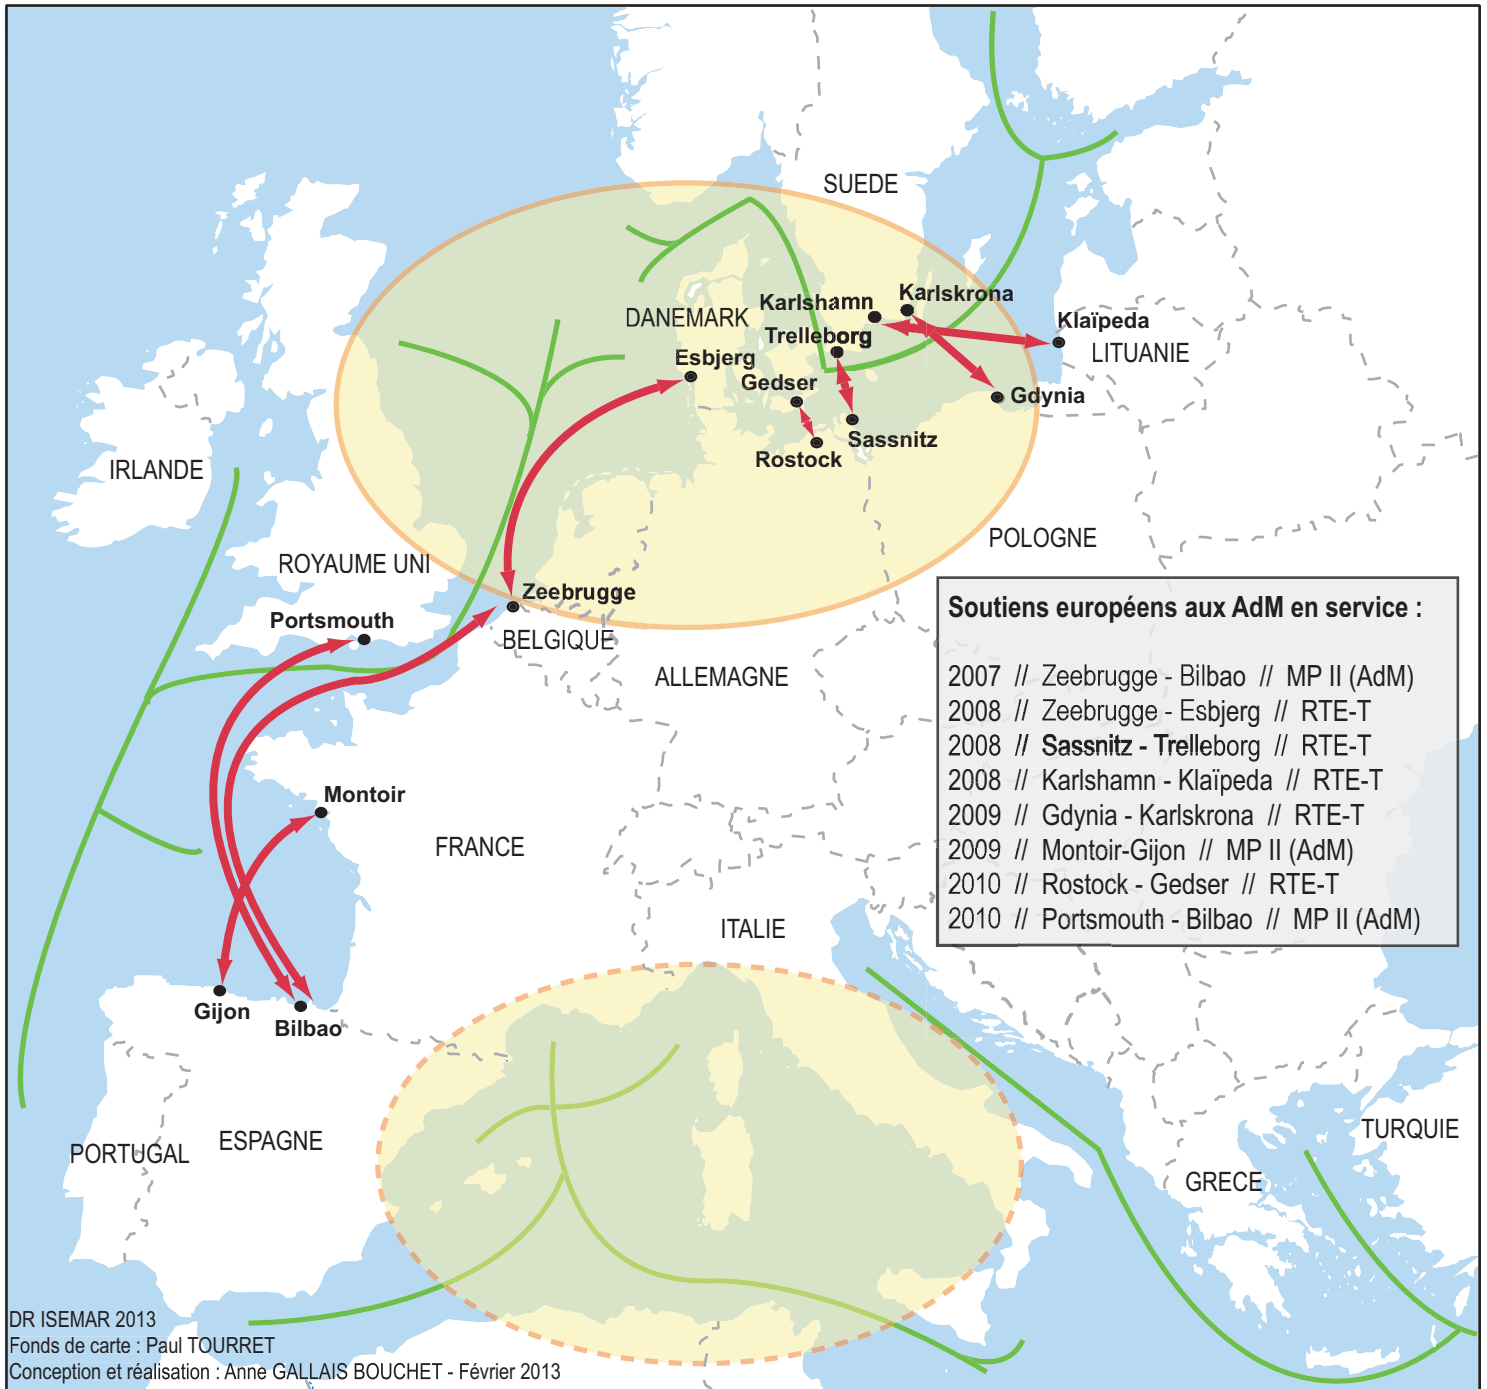 SUEDE
Karlskrona
Karlshamn
DANEMARK
Klaïpeda
Trelleborg
LITUANIE
Esbjerg
Gedser
Gdynia
Sassnitz
Rostock
IRLANDE
POLOGNE
ROYAUME UNI
Zeebrugge
Portsmouth
BELGIQUE
ALLEMAGNE
Soutiens européens aux AdM en service :
2007 // Zeebrugge - Bilbao // MP II (AdM)
2008 // Zeebrugge - Esbjerg // RTE-T
2008 // Sassnitz - Trelleborg // RTE-T
2008 // Karlshamn - Klaïpeda // RTE-T
2009 // Gdynia - Karlskrona // RTE-T
2009 // Montoir-Gijon // MP II (AdM)
2010 // Rostock - Gedser // RTE-T
2010 // Portsmouth - Bilbao // MP II (AdM)
Montoir
FRANCE
ITALIE
Gijon
Bilbao
TURQUIE
ESPAGNE
PORTUGAL
GRECE
DR ISEMAR 2013
Fonds de carte : Paul TOURRET
Conception et réalisation : Anne GALLAIS BOUCHET - Février 2013